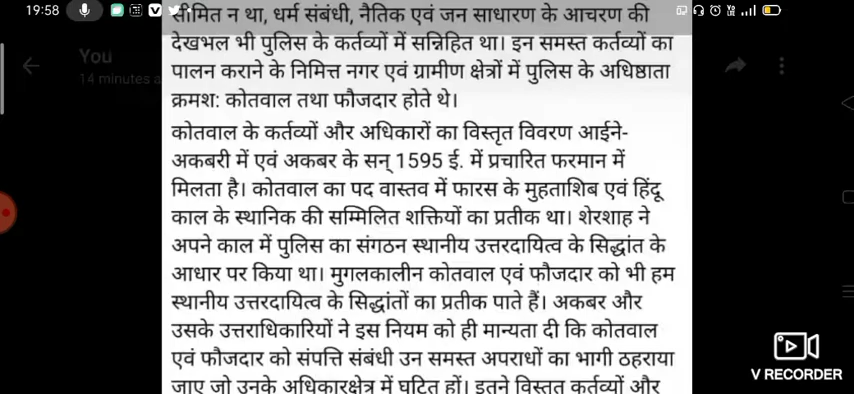 19:58
You
14 minutes a
सीमित न था, धर्म संबंधी, नैतिक एवं जन साधारण के आचरण की
देखभल भी पुलिस के कर्तव्यों में सन्निहित था। इन समस्त कर्तव्यों का
पालन कराने के निमित्त नगर एवं ग्रामीण क्षेत्रों में पुलिस के अधिष्ठाता
क्रमश: कोतवाल तथा फौजदार होते थे।
कोतवाल के कर्तव्यों और अधिकारों का विस्तृत विवरण आईने-
अकबरी में एवं अकबर के सन् 1595 ई. में प्रचारित फरमान में
मिलता है। कोतवाल का पद वास्तव में फारस के मुहताशिब एवं हिंदू
काल के स्थानिक की सम्मिलित शक्तियों का प्रतीक था। शेरशाह ने
अपने काल में पुलिस का संगठन स्थानीय उत्तरदायित्व के सिद्धांत के
आधार पर किया था। मुगलकालीन कोतवाल एवं फौजदार को भी हम
स्थानीय उत्तरदायित्व के सिद्धांतों का प्रतीक पाते हैं। अकबर और
उसके उत्तराधिकारियों ने इस नियम को ही मान्यता दी कि कोतवाल
एवं फौजदार को संपत्ति संबंधी उन समस्त अपराधों का भागी ठहराया
जाए जो उनके अधिकारक्षेत्र में घटित हों। इतने विस्तृत कर्तव्यों और
V RECORDER